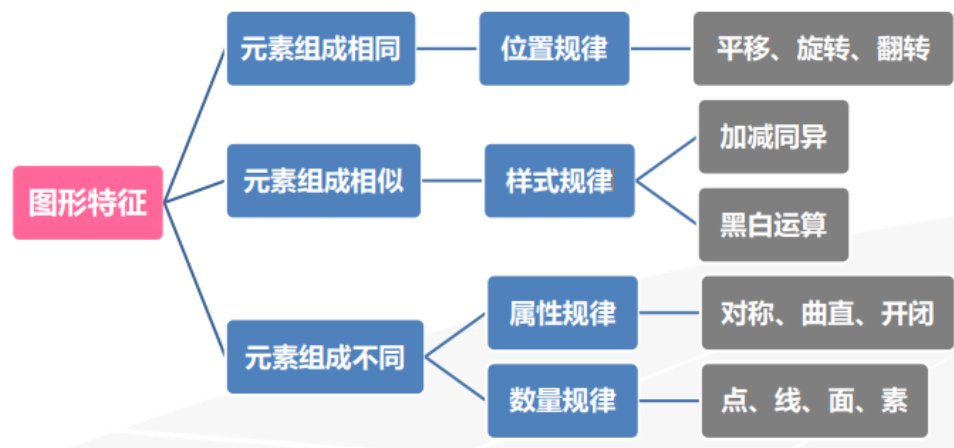 图形特征
元素组成相同
位置规律
平移、旋转、翻转
元素组成相似
样式规律
加减同异
黑白运算
元素组成不同
属性规律
对称、曲直、开闭
数量规律
点、线、面、素